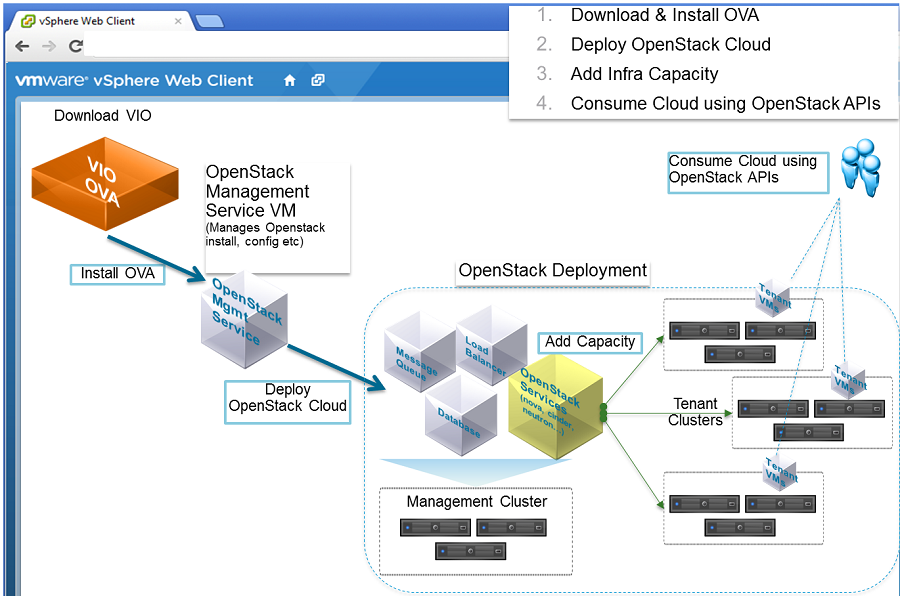 vSphere Web Client
1. Download & Install OVA
2. Deploy OpenStack Cloud
3. Add Infra Capacity
4. Consume Cloud using OpenStack APIs
vmware® vSphere Web Client
Download VIO
VIO
OVA
OpenStack
Management
Service VM
(Manages Openstack
install, config etc)
Consume Cloud using
OpenStack APIs
Install OVA
OpenStack
Mgmt
Service
OpenStack Deployment
Deploy
OpenStack Cloud
Message
Queue
Load
Balancer
Database
Add Capacity
OpenStack
Services
(nova, cinder,
neutron...)
Tenant
VMs
Tenant
VMs
Tenant
Clusters
Tenant
VMs
Management Cluster